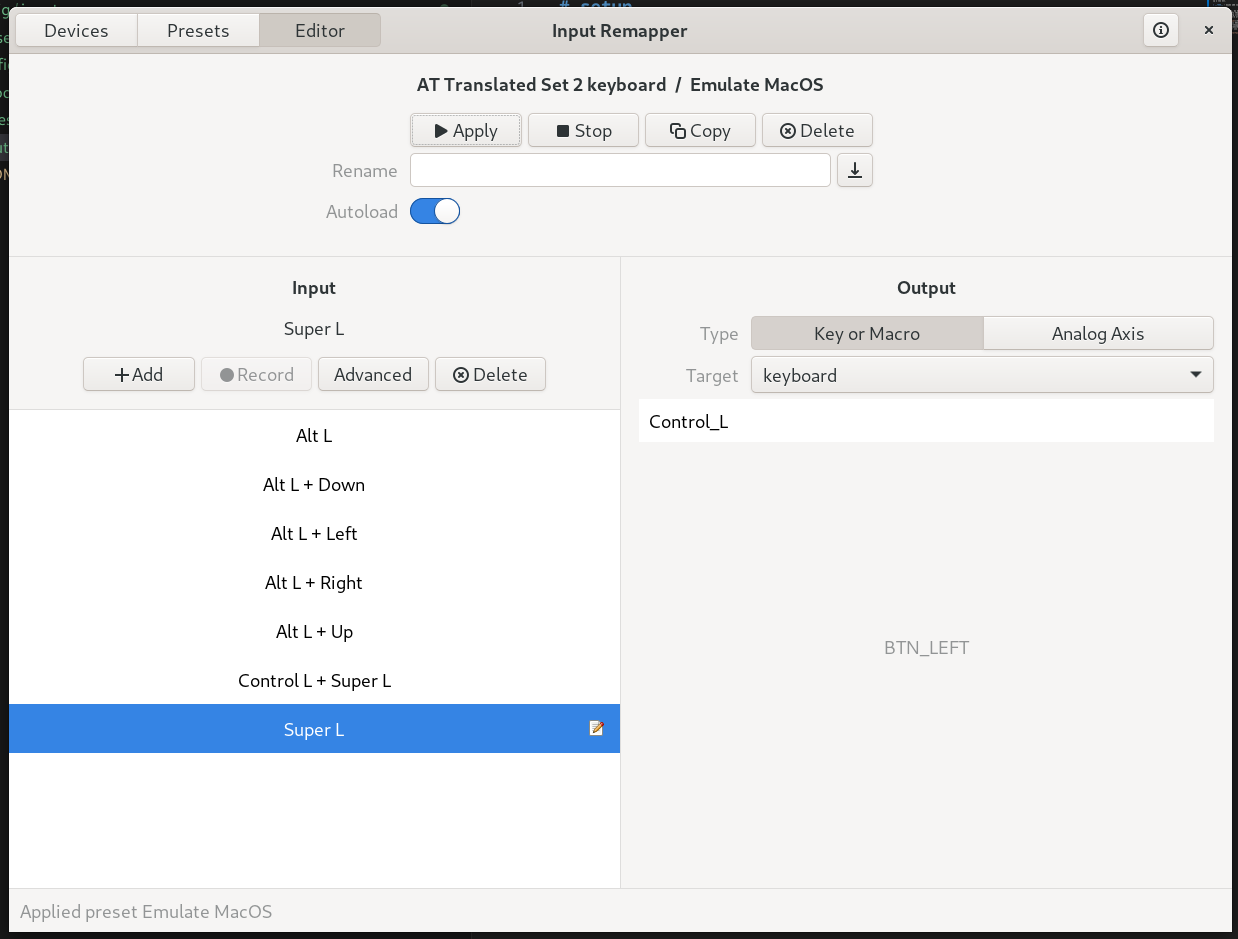 # setup
Devices Presets Editor Input Remapper
AT Translated Set 2 keyboard / Emulate MacOS
Apply Stop Copy Delete
Rename
Autoload
Input
Super L
Add Record Advanced Delete
Alt L
Alt L + Down
Alt L + Left
Alt L + Right
Alt L + Up
Control L + Super L
Super L
Output
Type Key or Macro Analog Axis
Target keyboard
Control_L
BTN_LEFT
Applied preset Emulate MacOS